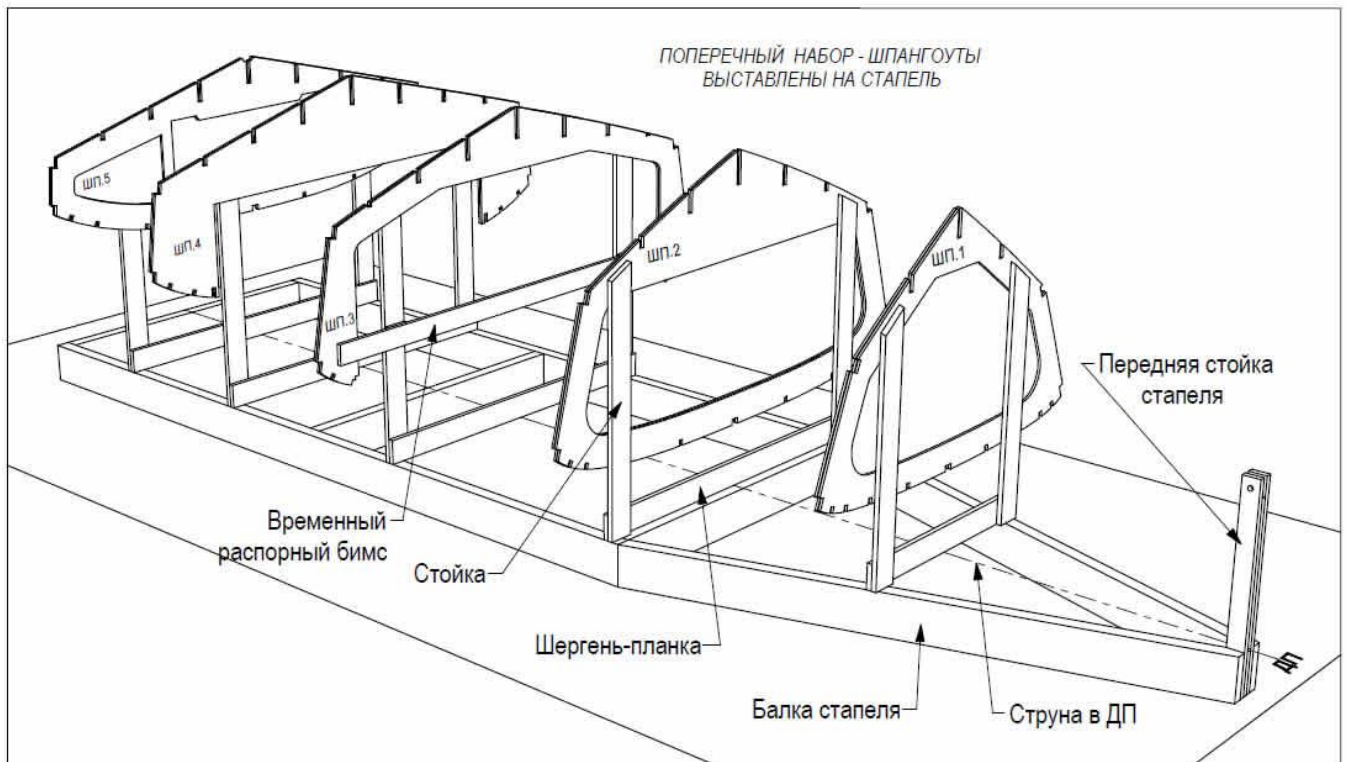 ПОПЕРЕЧНЫЙ НАБОР - ШПАНГОУТЫ
ВЫСТАВЛЕНЫ НА СТАПЕЛЬ
ШП.5
ШП.4
ШП.3
ШП.2
ШП.1
Передняя стойка
стапеля
Временный
распорный бимс
Стойка
Шергень-планка
Балка стапеля
Струна в ДП
ДП